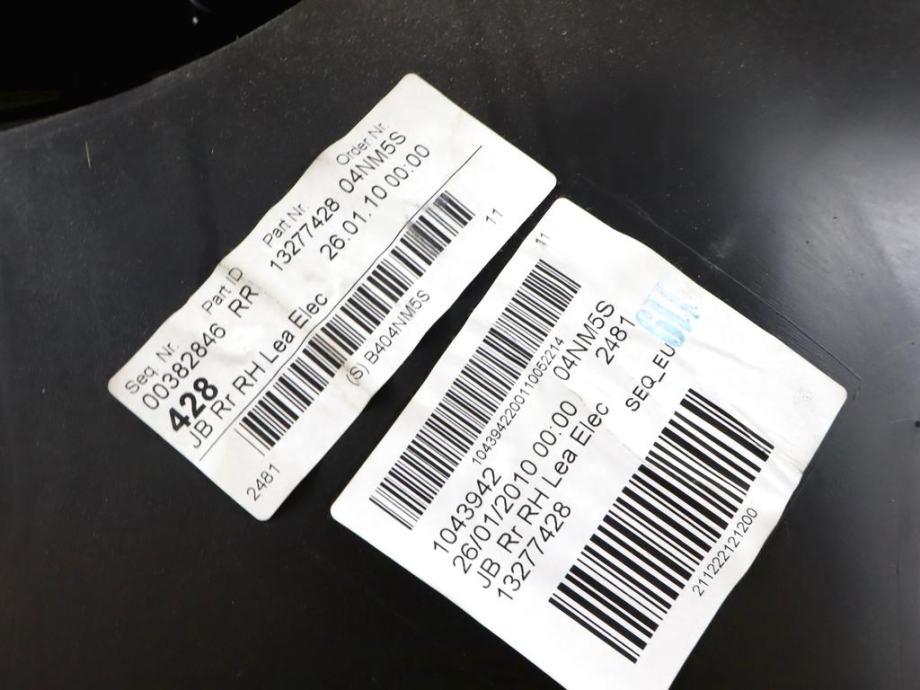 Seq. Nr. Part ID Part Nr. Order Nr.
00382846 RR 13277428 04NM5S
428 26.01.10 00:00
JB Rr RH Lea Elec
(S) B404NM5S
2481 11
11
104394220011005 2214
1043942 04NM5S
26/01/2010 00:00 2481
JB Rr RH Lea Elec
13277428 SEQ_EU
211222121200